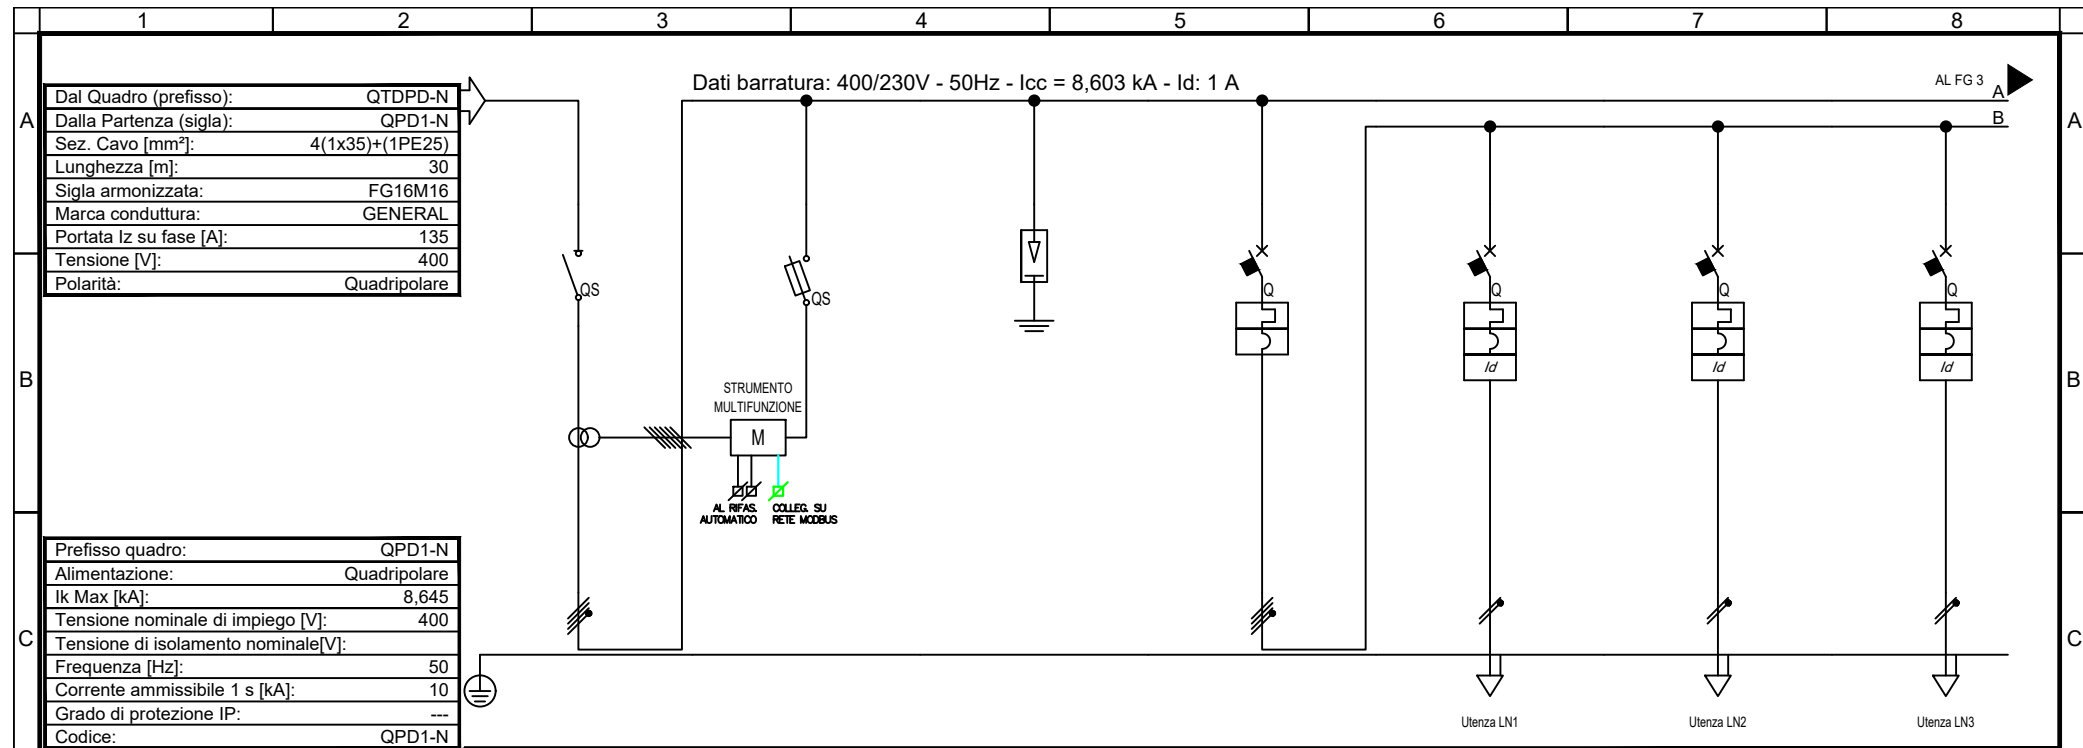 1 2 3 4 5 6 7 8
Dati barratura: 400/230V - 50Hz - Icc = 8,603 kA - Id: 1 A
AL FG 3
A
B
A
A
Dal Quadro (prefisso): QTDPD-N
Dalla Partenza (sigla): QPD1-N
Sez. Cavo [mm²]: 4(1x35)+(1PE25)
Lunghezza [m]: 30
Sigla armonizzata: FG16M16
Marca conduttura: GENERAL
Portata Iz su fase [A]: 135
Tensione [V]: 400
Polarità: Quadripolare
QS
QS
Q
Q
Q
Q
Id
Id
Id
B
B
STRUMENTO
MULTIFUNZIONE
M
AL RIFAS.
AUTOMATICO
COLLEG. SU
RETE MODBUS
C
C
Prefisso quadro: QPD1-N
Alimentazione: Quadripolare
Ik Max [kA]: 8,645
Tensione nominale di impiego [V]: 400
Tensione di isolamento nominale[V]:
Frequenza [Hz]: 50
Corrente ammissibile 1 s [kA]: 10
Grado di protezione IP: ---
Codice: QPD1-N
Utenza LN1
Utenza LN2
Utenza LN3